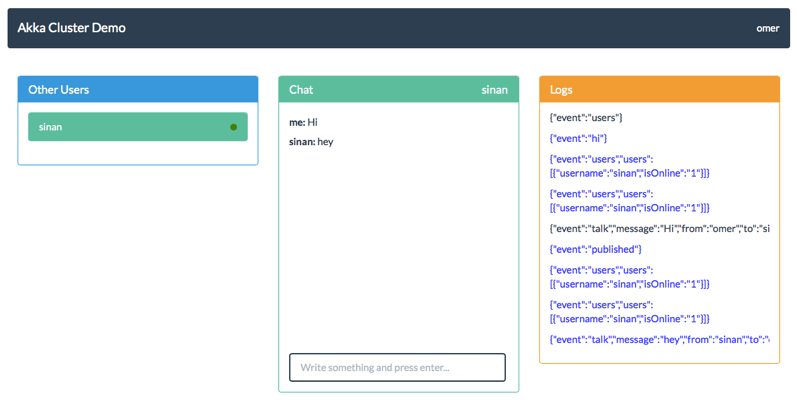 Akka Cluster Demo
omer
Other Users
sinan
Chat
sinan
me: Hi
sinan: hey
Write something and press enter...
Logs
{"event":"users"}
{"event":"hi"}
{"event":"users","users":
[{"username":"sinan","isOnline":"1"}]}
{"event":"users","users":
[{"username":"sinan","isOnline":"1"}]}
{"event":"talk","message":"Hi","from":"omer","to":"si
{"event":"published"}
{"event":"users","users":
[{"username":"sinan","isOnline":"1"}]}
{"event":"users","users":
[{"username":"sinan","isOnline":"1"}]}
{"event":"talk","message":"hey","from":"sinan","to":"